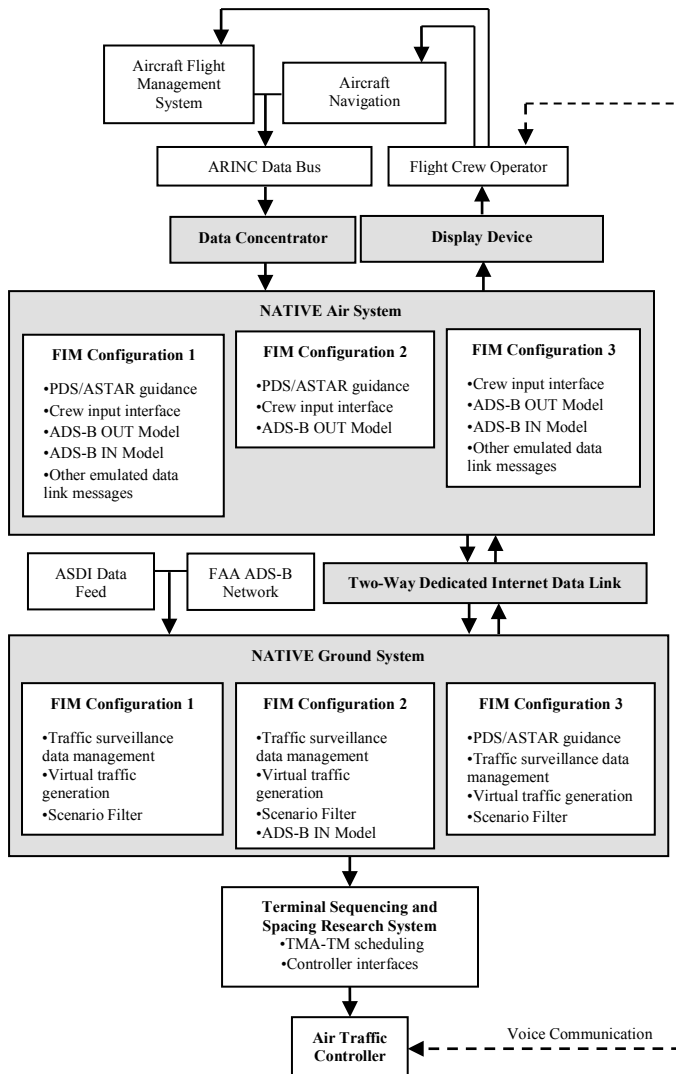 Aircraft Flight
Management
System
Aircraft
Navigation
ARINC Data Bus
Flight Crew Operator
Data Concentrator
Display Device
NATIVE Air System
FIM Configuration 1
•PDS/ASTAR guidance
•Crew input interface
•ADS-B OUT Model
•ADS-B IN Model
•Other emulated data
link messages
FIM Configuration 2
•PDS/ASTAR guidance
•Crew input interface
•ADS-B OUT Model
FIM Configuration 3
•Crew input interface
•ADS-B OUT Model
•ADS-B IN Model
•Other emulated data
link messages
ASDI Data
Feed
FAA ADS-B
Network
Two-Way Dedicated Internet Data Link
NATIVE Ground System
FIM Configuration 1
•Traffic surveillance
data management
•Virtual traffic
generation
•Scenario Filter
FIM Configuration 2
•Traffic surveillance
data management
•Virtual traffic
generation
•Scenario Filter
•ADS-B IN Model
FIM Configuration 3
•PDS/ASTAR guidance
•Traffic surveillance data
management
•Virtual traffic generation
•Scenario Filter
Terminal Sequencing and
Spacing Research System
•TMA-TM scheduling
•Controller interfaces
Air Traffic
Controller
Voice Communication